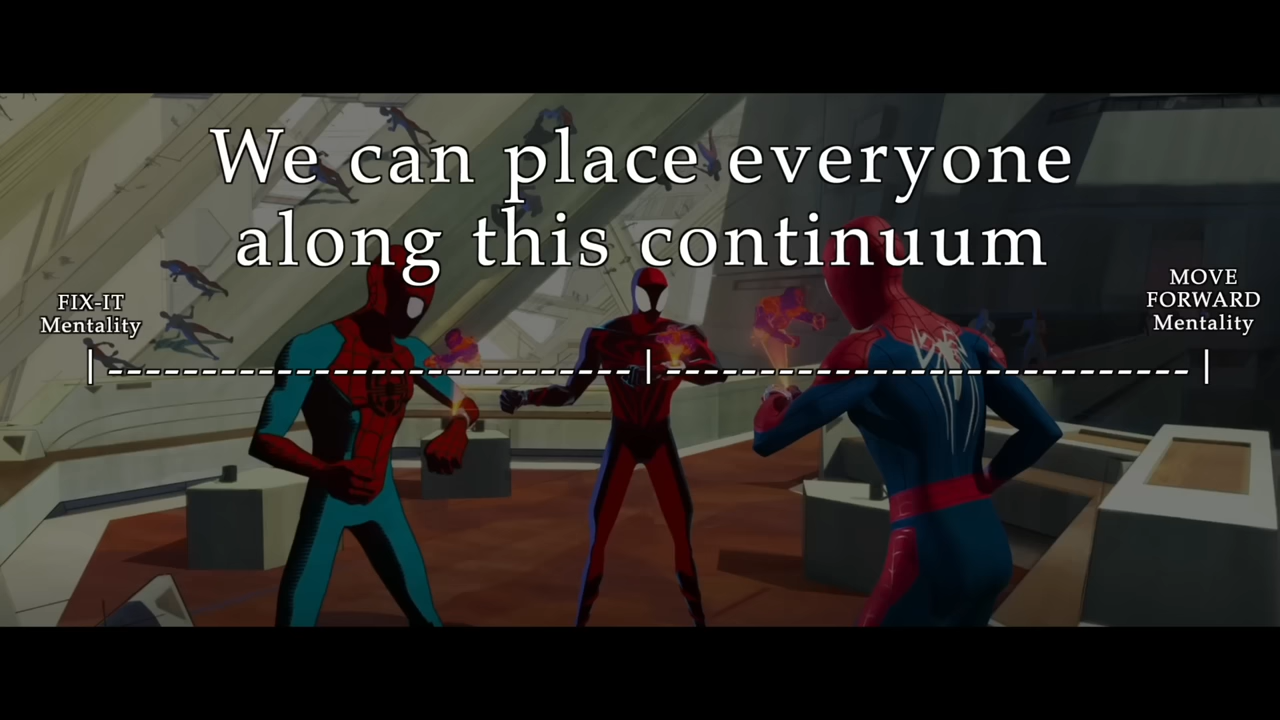 We can place everyone
along this continuum
FIX-IT
Mentality
MOVE
FORWARD
Mentality